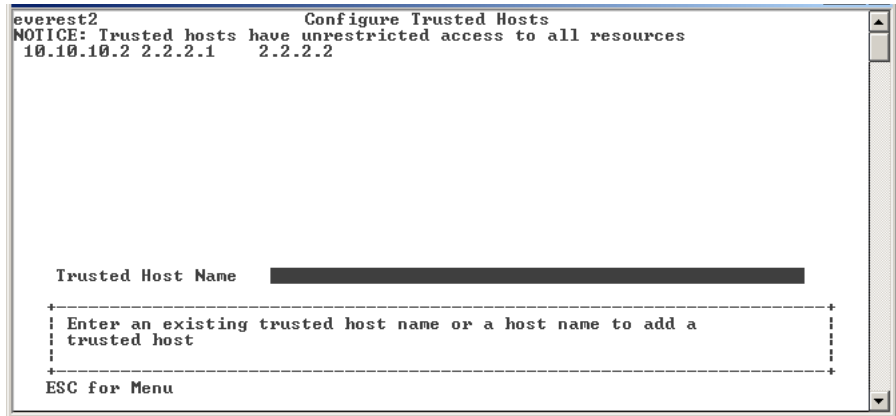 everest2 Configure Trusted Hosts
NOTICE: Trusted hosts have unrestricted access to all resources
10.10.10.2 2.2.2.1 2.2.2.2
Trusted Host Name
Enter an existing trusted host name or a host name to add a
trusted host
ESC for Menu